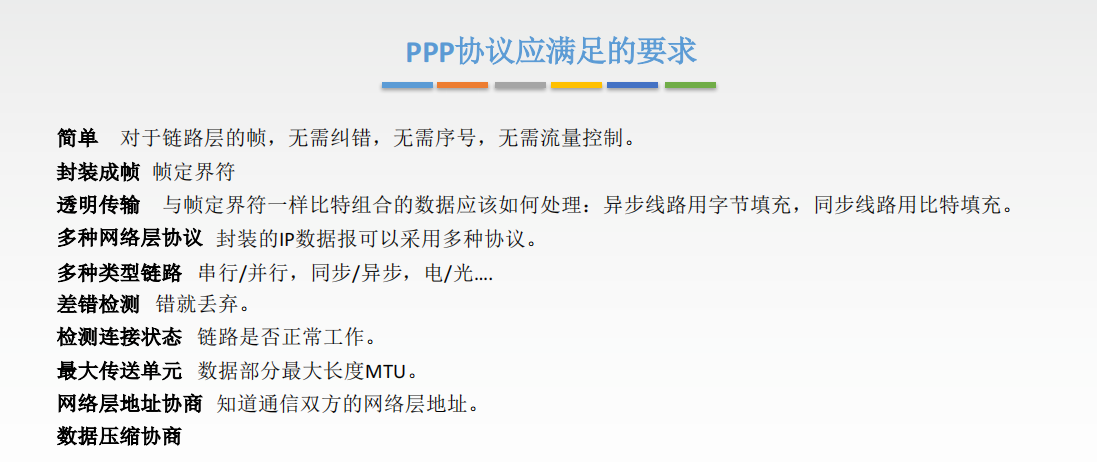 PPP协议应满足的要求
简单 对于链路层的帧，无需纠错，无需序号，无需流量控制。
封装成帧 帧定界符
透明传输 与帧定界符一样比特组合的数据应该如何处理：异步线路用字节填充，同步线路用比特填充。
多种网络层协议 封装的IP数据报可以采用多种协议。
多种类型链路 串行/并行，同步/异步，电/光....
差错检测 错就丢弃。
检测连接状态 链路是否正常工作。
最大传送单元 数据部分最大长度MTU。
网络层地址协商 知道通信双方的网络层地址。
数据压缩协商